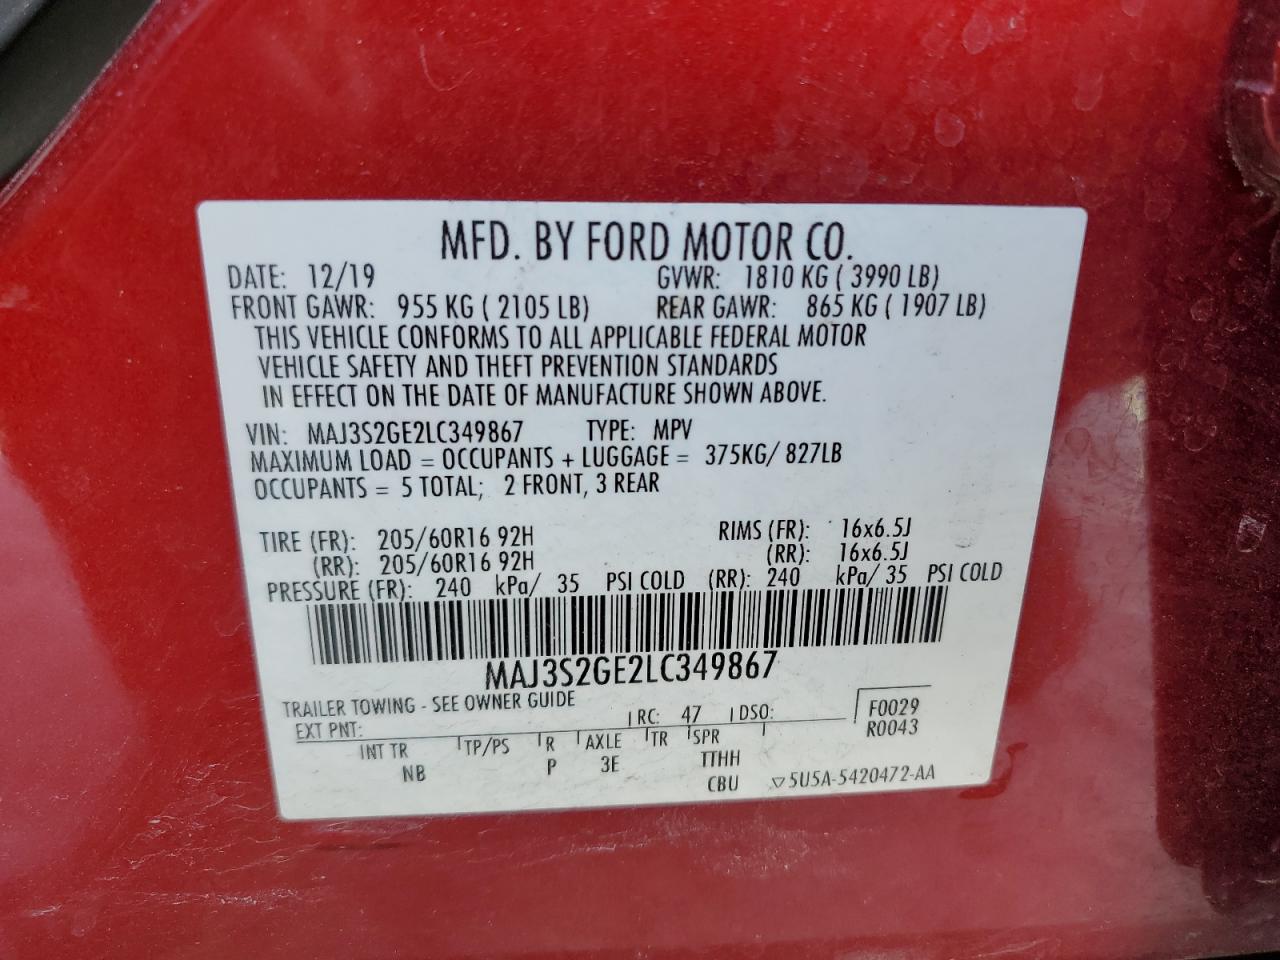 MFD. BY FORD MOTOR CO.
DATE: 12/19 GVWR: 1810 KG ( 3990 LB)
FRONT GAWR: 955 KG ( 2105 LB) REAR GAWR: 865 KG ( 1907 LB)
THIS VEHICLE CONFORMS TO ALL APPLICABLE FEDERAL MOTOR
VEHICLE SAFETY AND THEFT PREVENTION STANDARDS
IN EFFECT ON THE DATE OF MANUFACTURE SHOWN ABOVE.
VIN: MAJ3S2GE2LC349867 TYPE: MPV
MAXIMUM LOAD = OCCUPANTS + LUGGAGE = 375KG/ 827LB
OCCUPANTS = 5 TOTAL; 2 FRONT, 3 REAR
TIRE (FR): 205/60R16 92H RIMS (FR): 16x6.5J
(RR): 205/60R16 92H (RR): 16x6.5J
PRESSURE (FR): 240 kPa/ 35 PSI COLD (RR): 240 kPa/ 35 PSI COLD
MAJ3S2GE2LC349867
TRAILER TOWING - SEE OWNER GUIDE
EXT PNT: RC: 47 DSO: F0029
R0043
INT TR TP/PS R AXLE TR SPR
NB P 3E TTHH
CBU ▽5U5A-5420472-AA